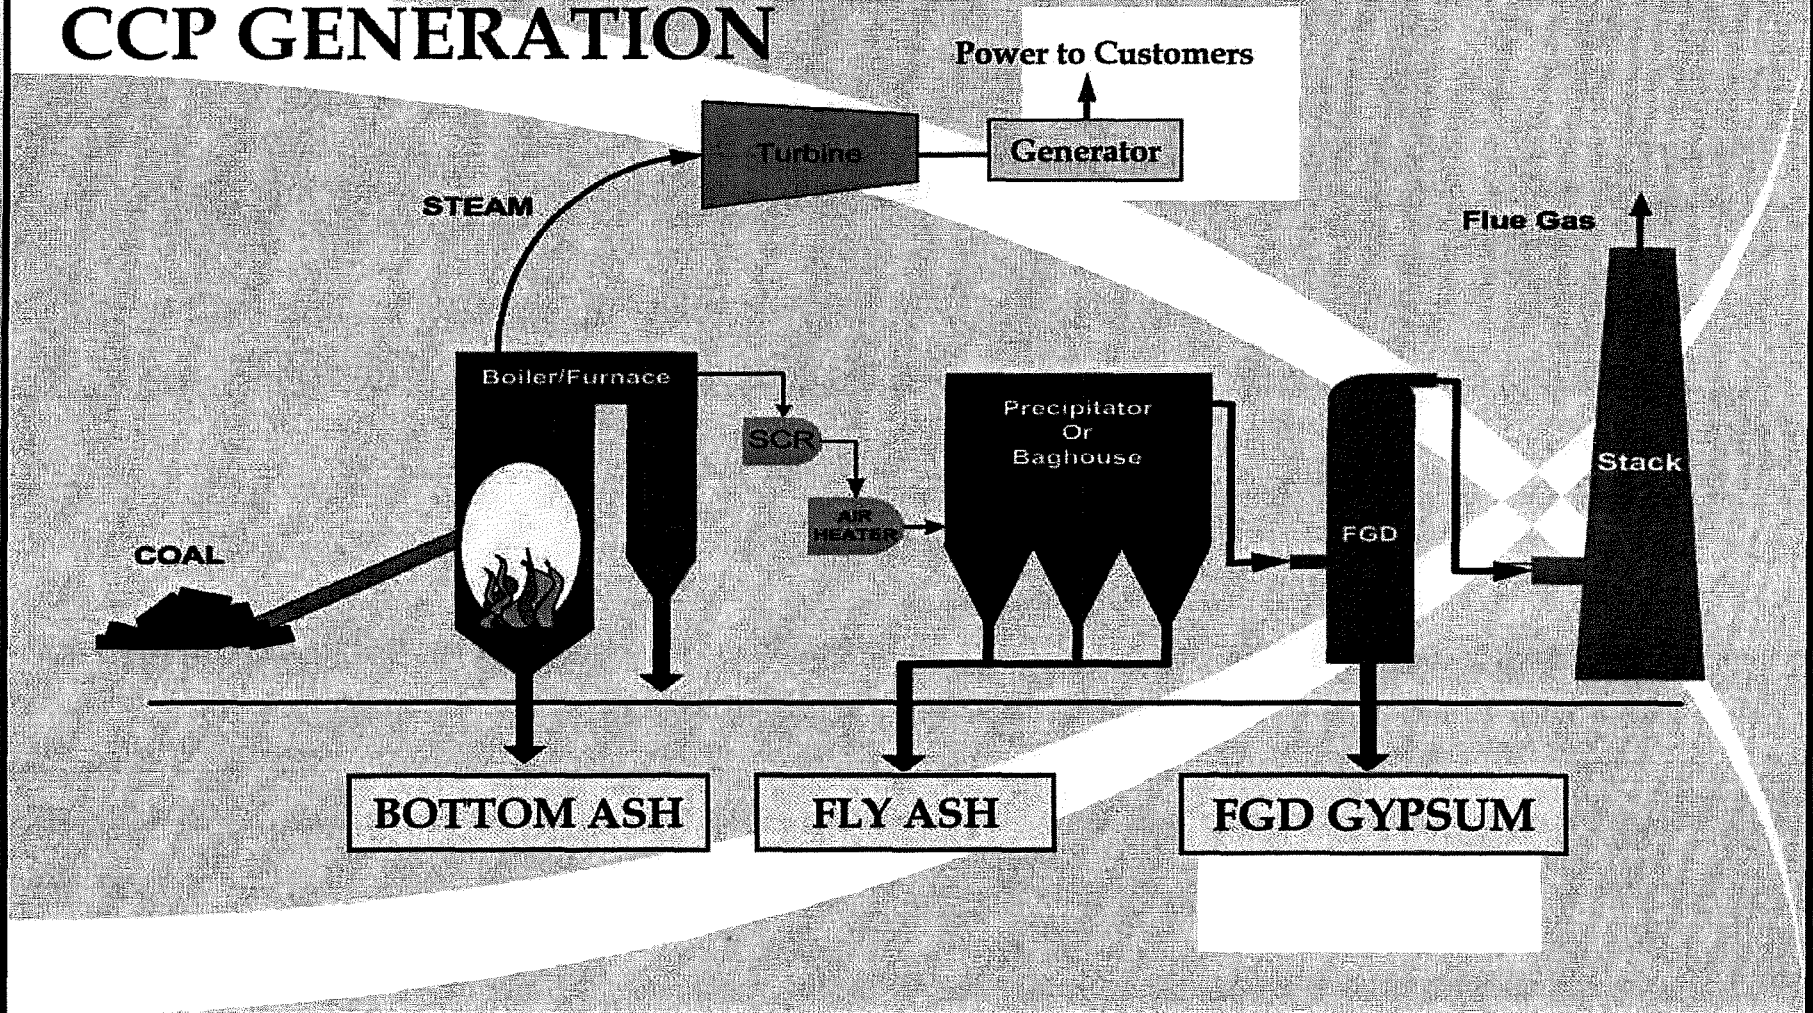 CCP GENERATION
Power to Customers
Turbine
Generator
STEAM
Flue Gas
Boiler/Furnace
SCR
Precipitator
Or
Baghouse
Stack
AIR
HEATER
FGD
COAL
BOTTOM ASH
FLY ASH
FGD GYPSUM